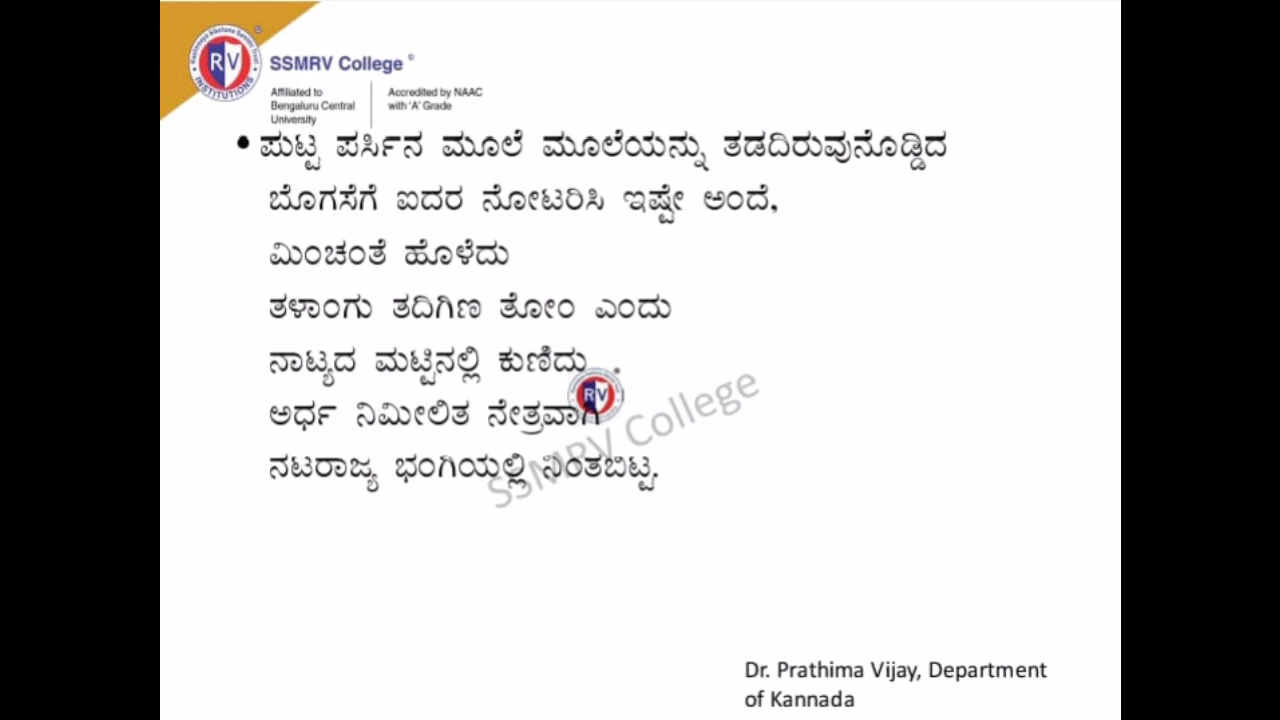 SSMRV College
Affiliated to
Bengaluru Central
University
Accredited by NAAC
with 'A' Grade
RV
INSTITUTIONS
• ಪುಟ್ಟ ಪರ್ಸಿನ ಮೂಲೆ ಮೂಲೆಯನ್ನು ತಡದಿರುವುನೊಡ್ಡಿದ
ಬೊಗಸೆಗೆ ಐದರ ನೋಟರಿಸಿ ಇಷ್ಟೇ ಅಂದೆ,
ಮಿಂಚಂತೆ ಹೊಳೆದು
ತಳಾಂಗು ತದಿಗಿಣ ತೋಂ ಎಂದು
ನಾಟ್ಯದ ಮಟ್ಟಿನಲ್ಲಿ ಕುಣಿದು
ಅರ್ಧ ನಿಮೀಲಿತ ನೇತ್ರವಾಗಿ
ನಟರಾಜ್ಯ ಭಂಗಿಯಲ್ಲಿ ನಿಂತಬಿಟ್ಟ.
RV
SSMRV College
Dr. Prathima Vijay, Department
of Kannada